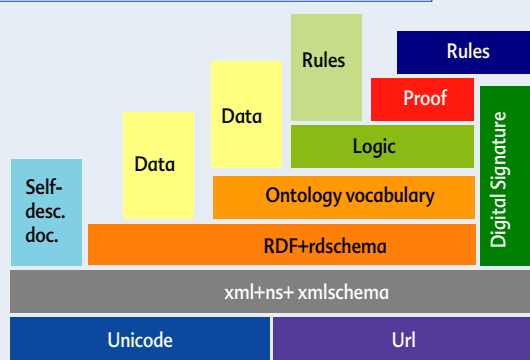 Rules
Rules
Proof
Data
Logic
Data
Digital Signature
Self-
desc.
doc.
Ontology vocabulary
RDF+rdschema
xml+ns+ xmlschema
Unicode
Url